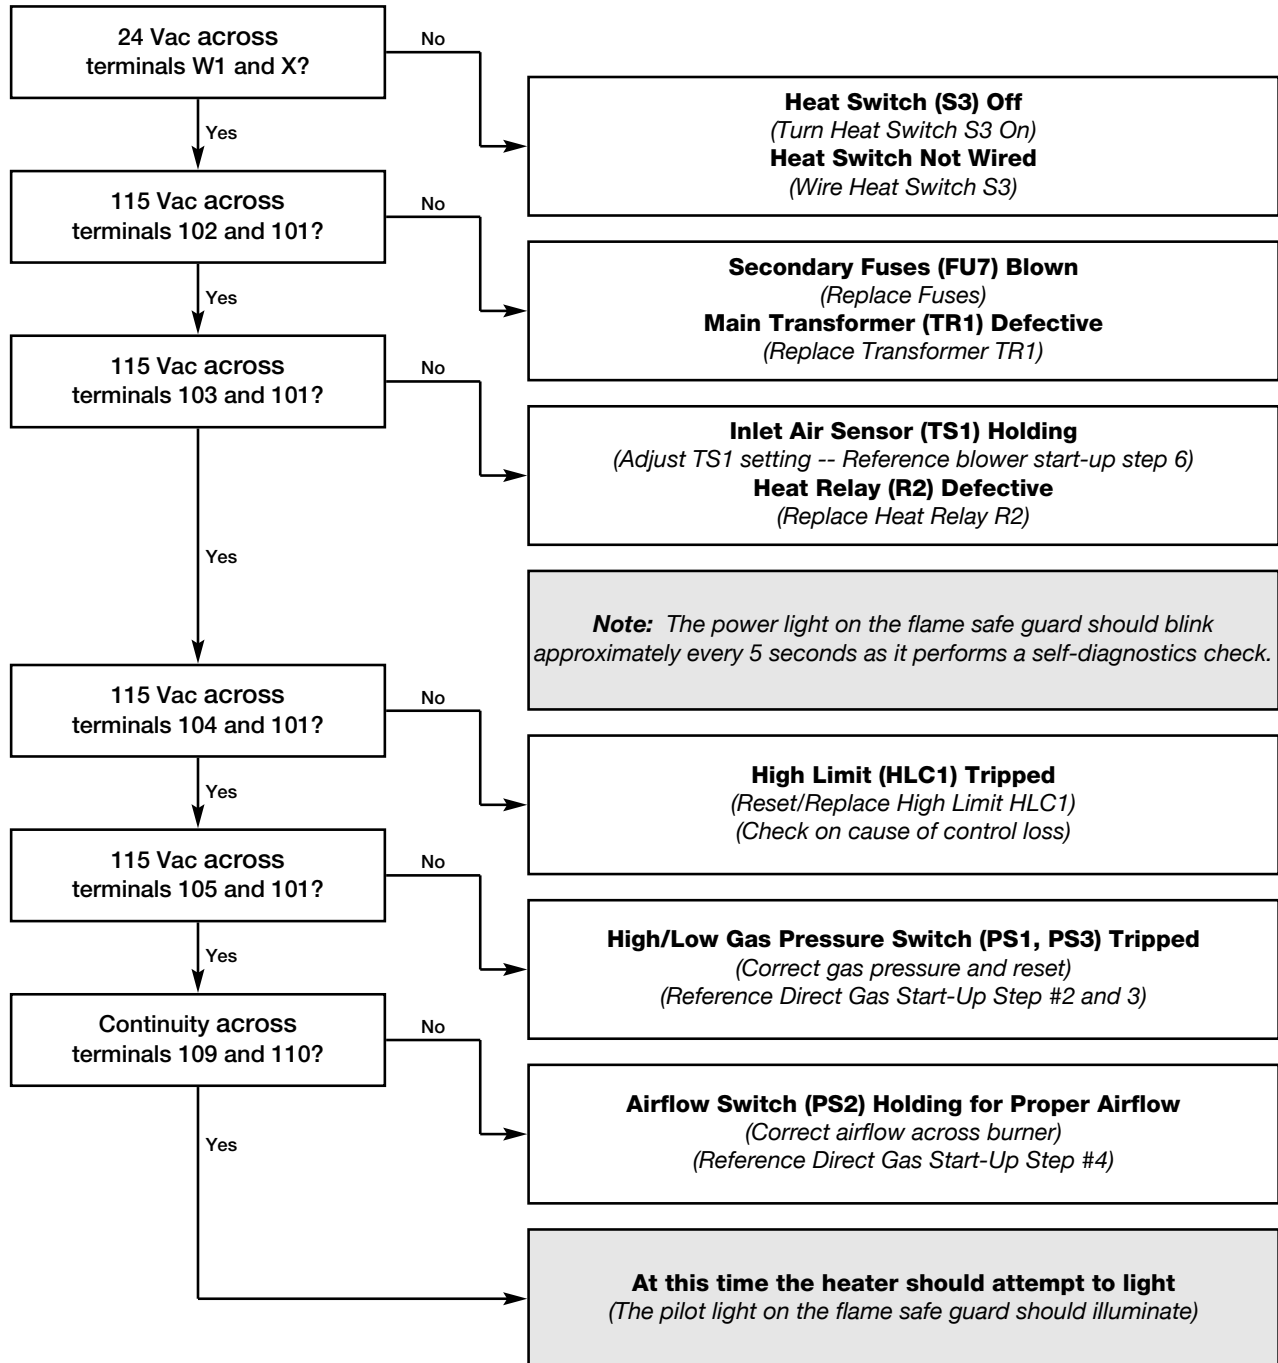 24 Vac across
terminals W1 and X?
No
Heat Switch (S3) Off
(Turn Heat Switch S3 On)
Heat Switch Not Wired
(Wire Heat Switch S3)
Yes
115 Vac across
terminals 102 and 101?
No
Secondary Fuses (FU7) Blown
(Replace Fuses)
Main Transformer (TR1) Defective
(Replace Transformer TR1)
Yes
115 Vac across
terminals 103 and 101?
No
Inlet Air Sensor (TS1) Holding
(Adjust TS1 setting -- Reference blower start-up step 6)
Heat Relay (R2) Defective
(Replace Heat Relay R2)
Yes
Note: The power light on the flame safe guard should blink
approximately every 5 seconds as it performs a self-diagnostics check.
115 Vac across
terminals 104 and 101?
No
High Limit (HLC1) Tripped
(Reset/Replace High Limit HLC1)
(Check on cause of control loss)
Yes
115 Vac across
terminals 105 and 101?
No
High/Low Gas Pressure Switch (PS1, PS3) Tripped
(Correct gas pressure and reset)
(Reference Direct Gas Start-Up Step #2 and 3)
Yes
Continuity across
terminals 109 and 110?
No
Airflow Switch (PS2) Holding for Proper Airflow
(Correct airflow across burner)
(Reference Direct Gas Start-Up Step #4)
Yes
At this time the heater should attempt to light
(The pilot light on the flame safe guard should illuminate)